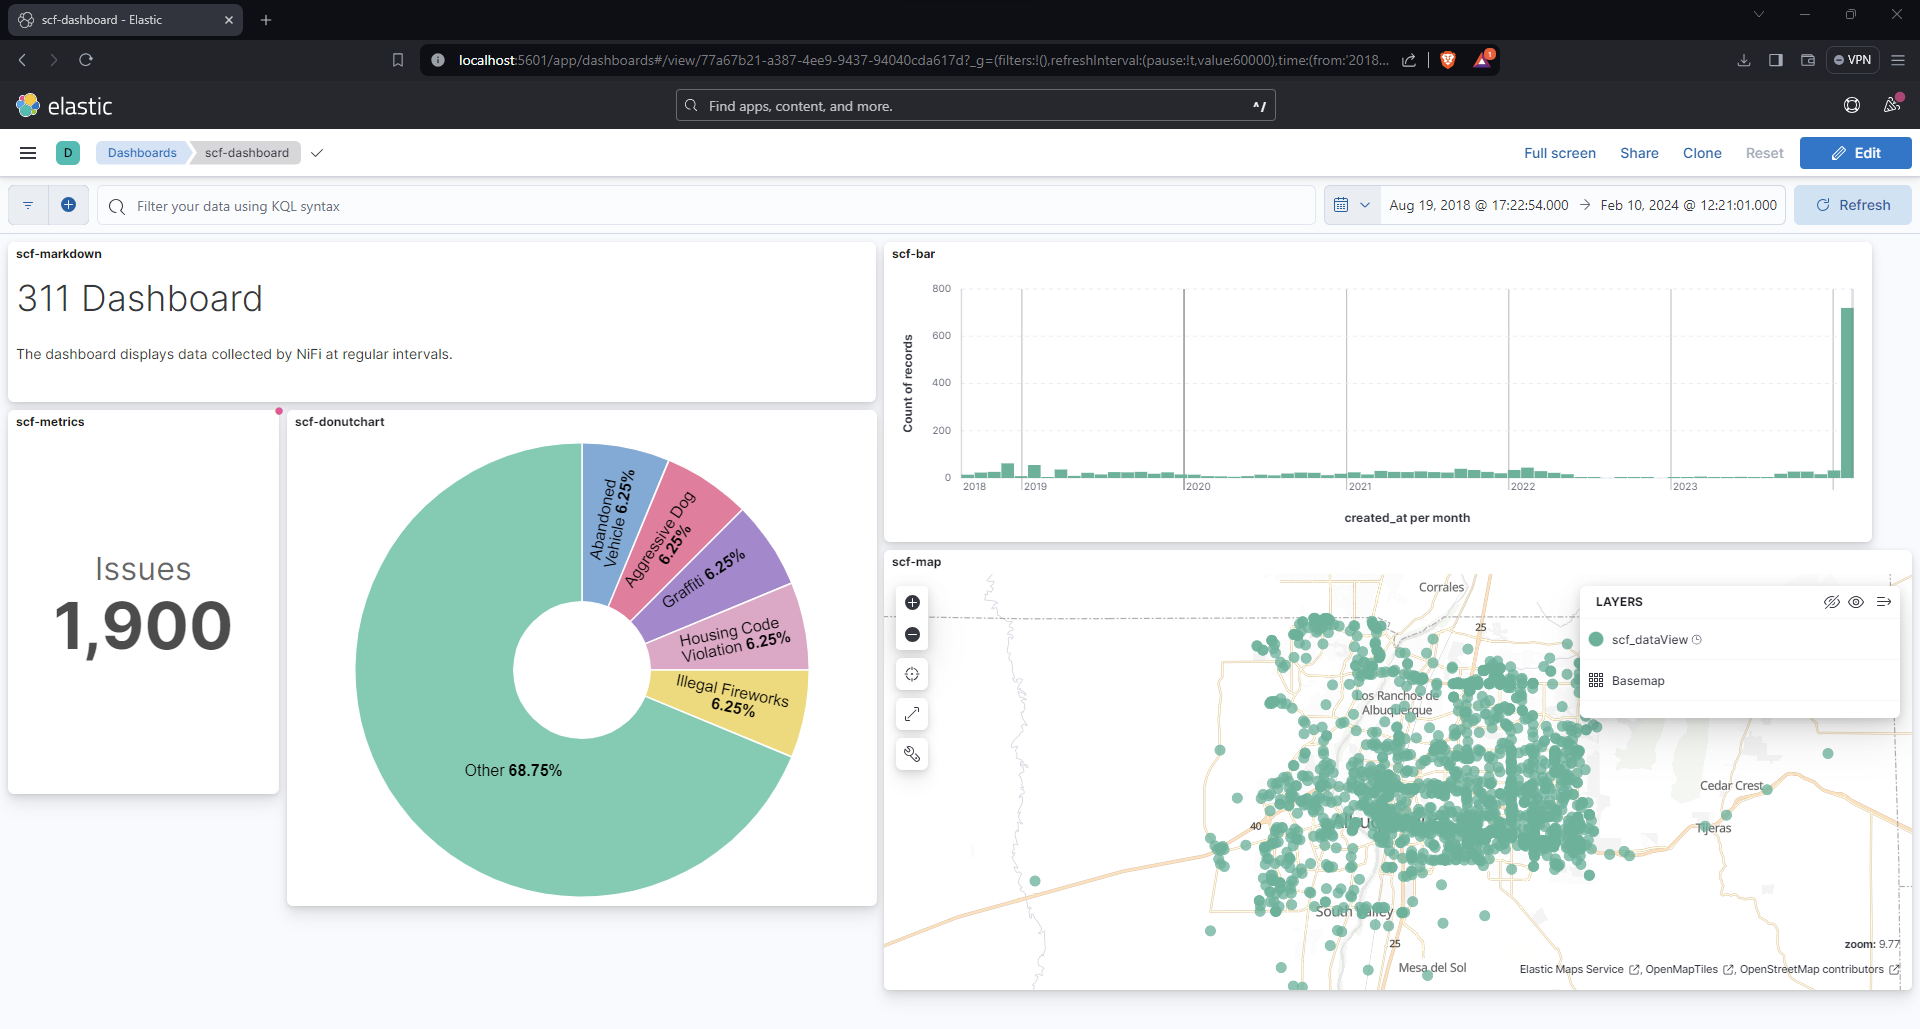 scf-dashboard - Elastic
localhost:5601/app/dashboards#/view/77a67b21-a387-4ee9-9437-94040cda617d?_g=(filters:!(),refreshInterval:(pause:!t,value:60000),time:(from:'2018...
1
VPN
elastic
Find apps, content, and more.
^/
D
Dashboards
scf-dashboard
Full screen
Share
Clone
Reset
Edit
Filter your data using KQL syntax
Aug 19, 2018 @ 17:22:54.000 → Feb 10, 2024 @ 12:21:01.000
Refresh
scf-markdown
311 Dashboard
The dashboard displays data collected by NiFi at regular intervals.
scf-bar
Count of records
800
600
400
200
0
2018
2019
2020
2021
2022
2023
created_at per month
scf-metrics
Issues
1,900
scf-donutchart
Abandoned
Vehicle 6.25%
Aggressive Dog
6.25%
Graffiti 6.25%
Housing Code
Violation 6.25%
Illegal Fireworks
6.25%
Other 68.75%
scf-map
LAYERS
scf_dataView
Basemap
Corrales
25
Los Ranchos de
Albuquerque
40
Cedar Crest
Tijeras
25
Mesa del Sol
zoom: 9.77
Elastic Maps Service , OpenMapTiles , OpenStreetMap contributors